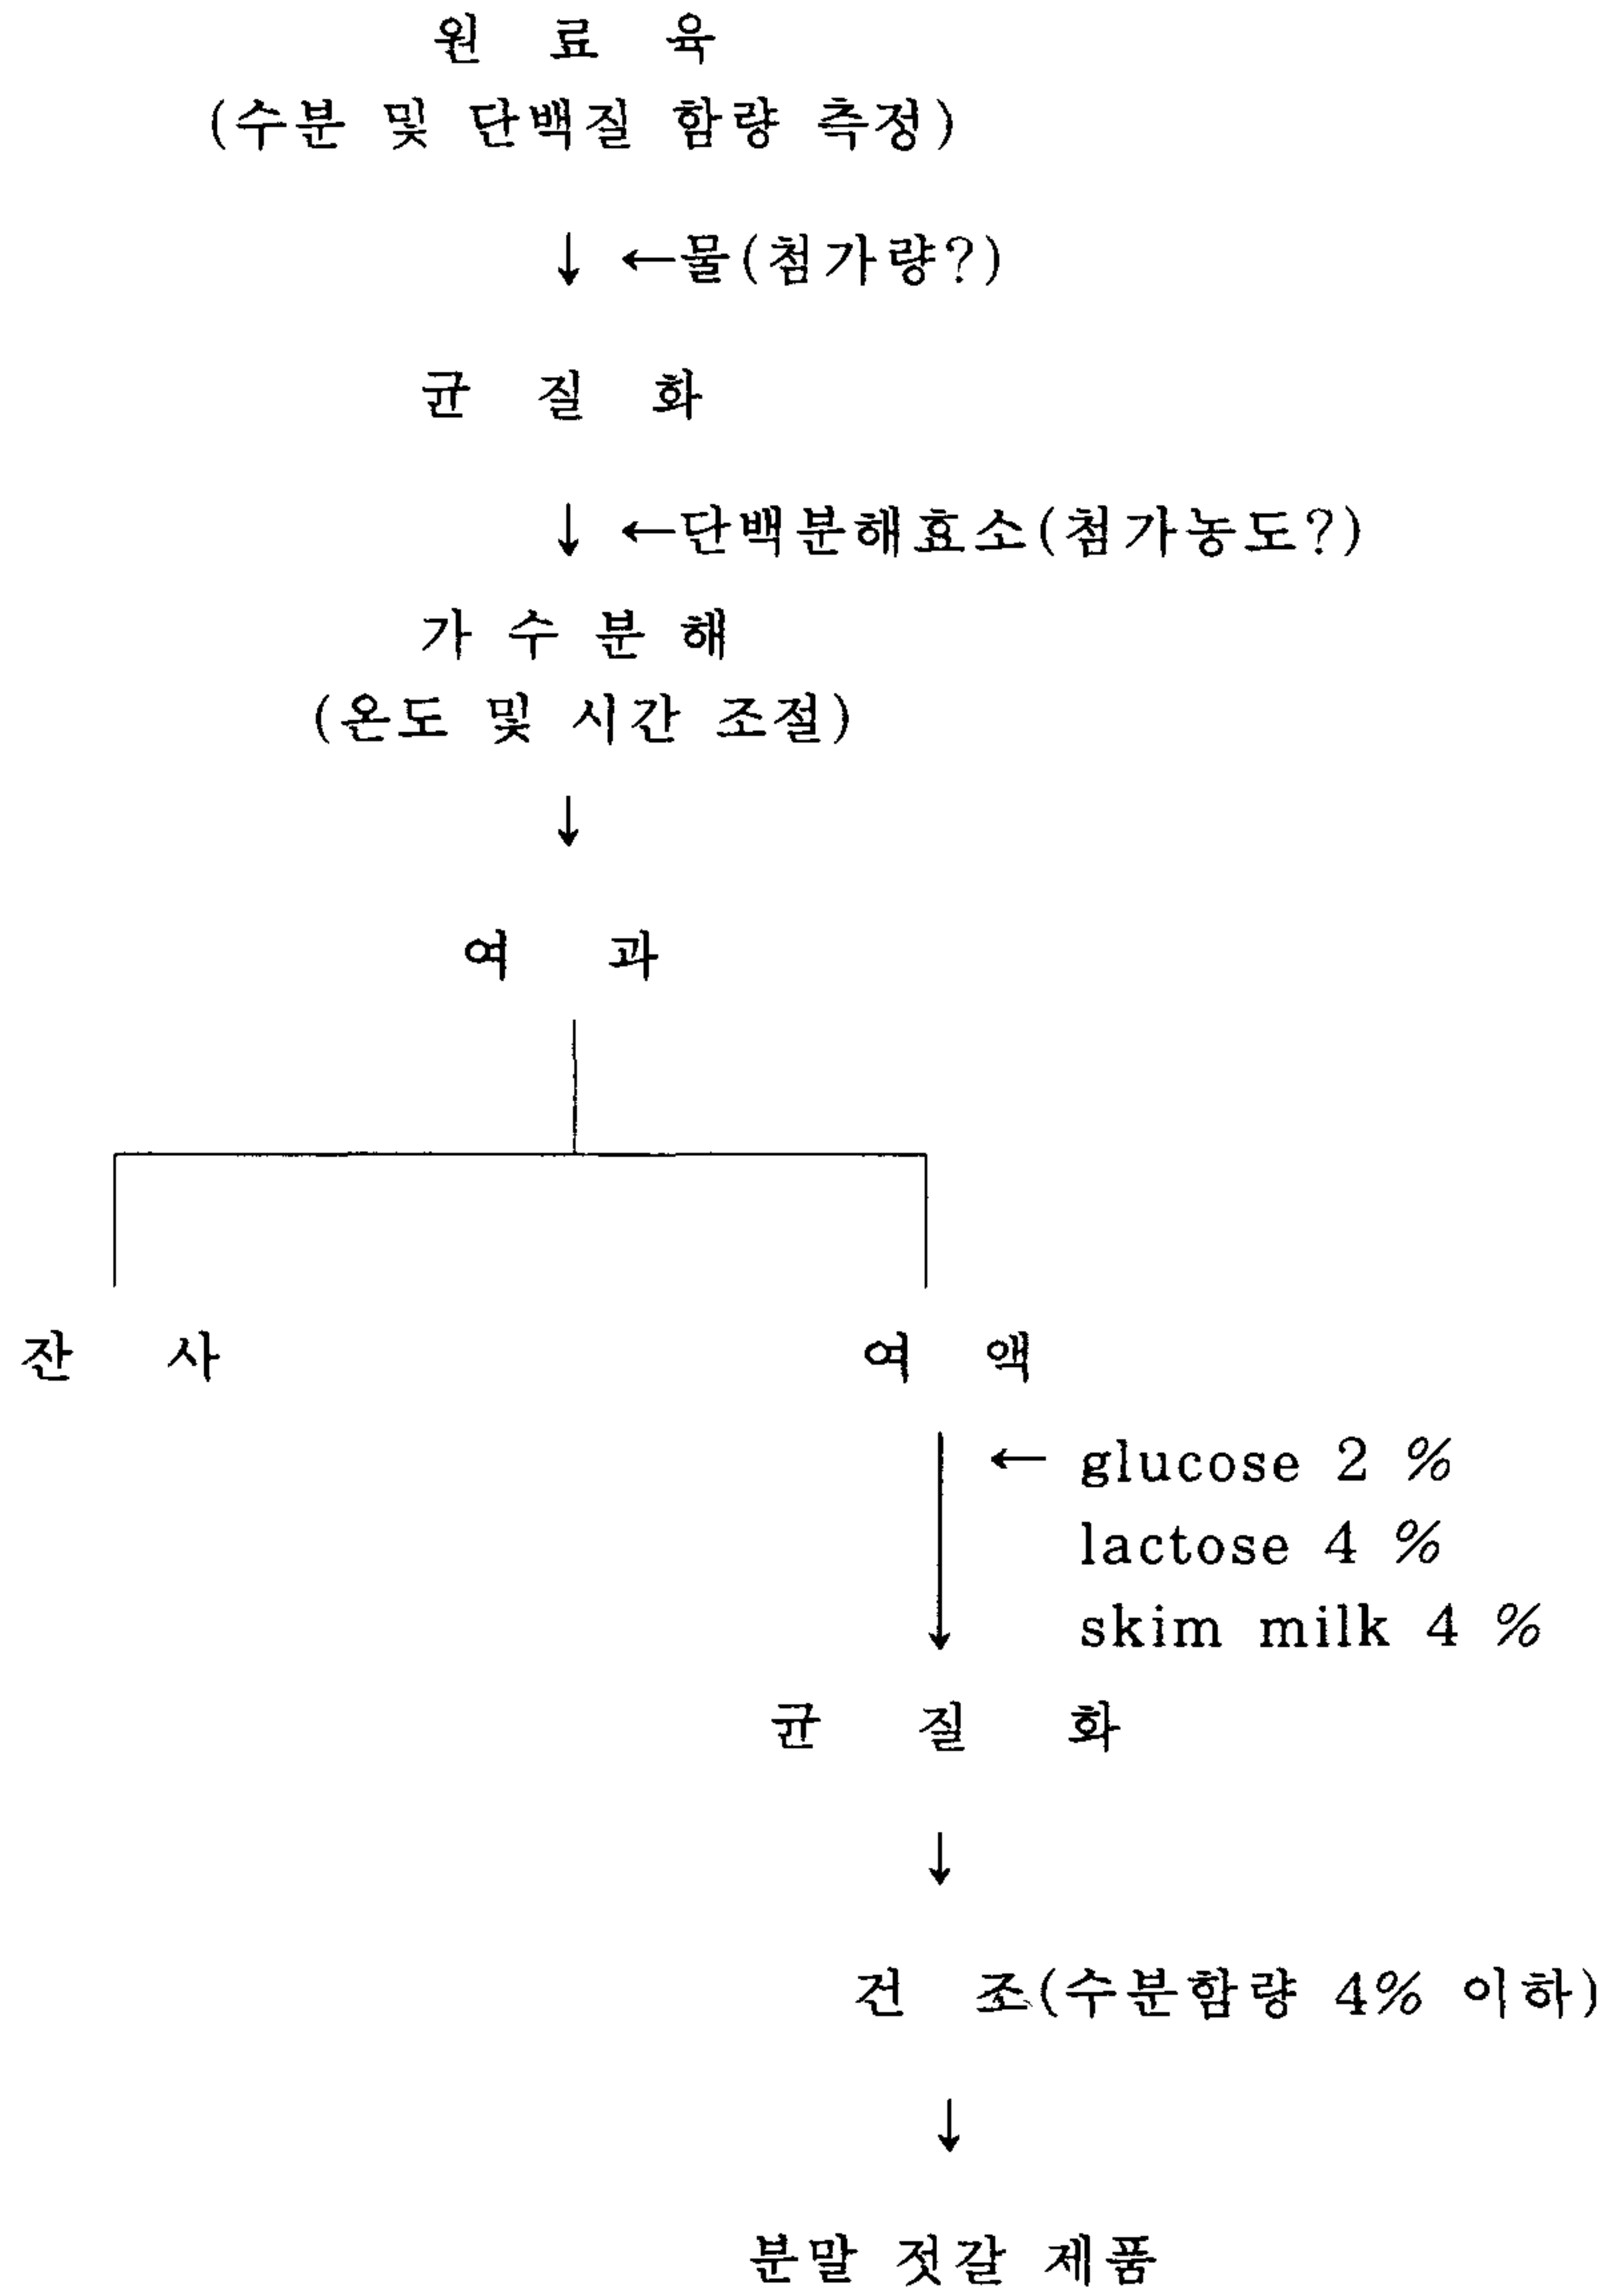 원 료 육
(수분 및 단백질 함량 측정)
↓ ←물(첨가량?)
균 질 화
↓ ←단백분해효소(첨가농도?)
가 수 분 해
(온도 및 시간 조절)
↓
여 과
잔 사 여 액
← glucose 2 %
lactose 4 %
skim milk 4 %
↓
균 질 화
↓
건 조(수분함량 4% 이하)
↓
분말 젓갈 제품